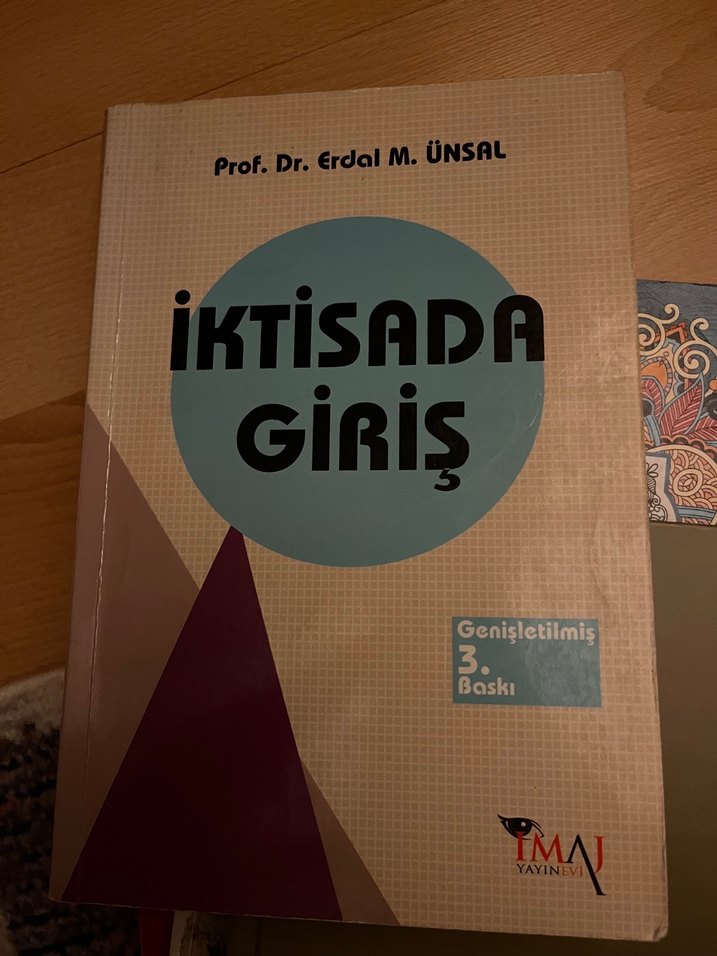 Prof. Dr. Erdal M. ÜNSAL
İKTİSADA
GİRİŞ
Genişletilmiş
3.
Baskı
İMAJ
YAYINEVİ